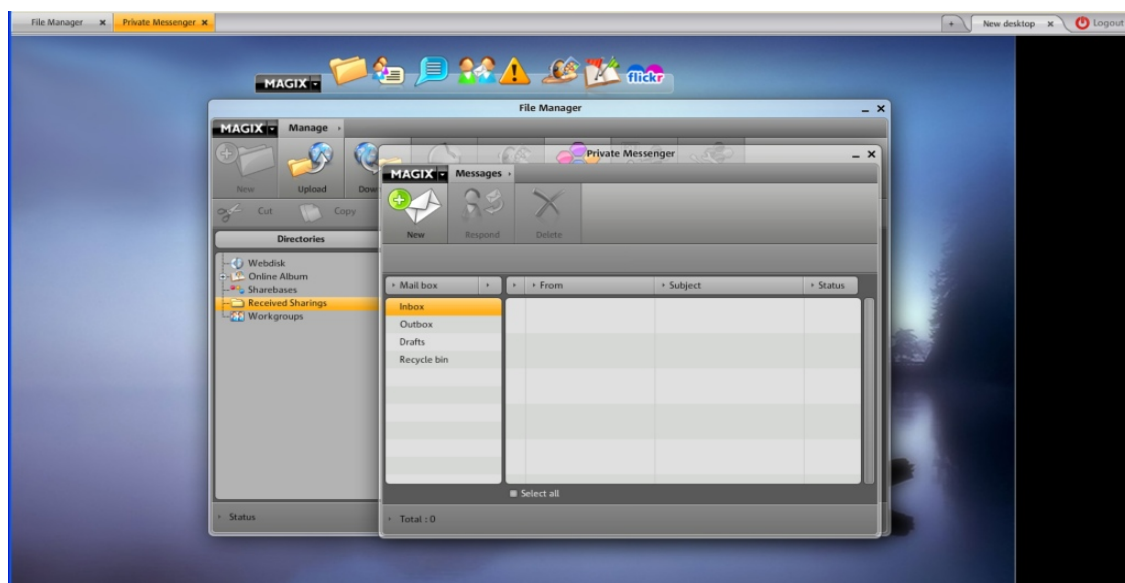 File Manager x Private Messenger x + New desktop x Logout
MAGIX flickr
File Manager
MAGIX Manage
New Upload Dow
Cut Copy
Directories
Webdisk
Online Album
Sharebases
Received Sharings
Workgroups
Status
Private Messenger
MAGIX Messages
New Respond Delete
Mail box From Subject Status
Inbox
Outbox
Drafts
Recycle bin
Select all
Total : 0